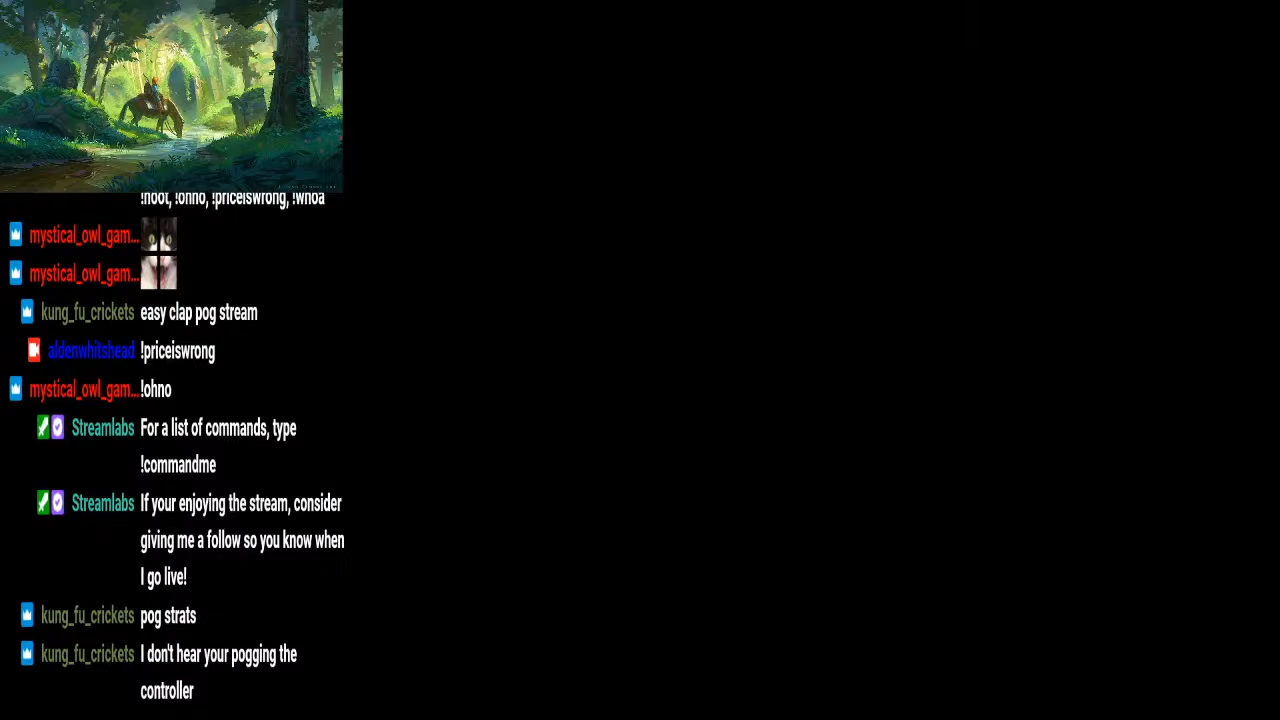 !hoot, !ohno, !priceiswrong, !whoa
mystical_owl_gam...
mystical_owl_gam...
kung_fu_crickets easy clap pog stream
aldenwhitshead !priceiswrong
mystical_owl_gam... !ohno
Streamlabs For a list of commands, type
!commandme
Streamlabs If your enjoying the stream, consider
giving me a follow so you know when
I go live!
kung_fu_crickets pog strats
kung_fu_crickets I don't hear your pogging the
controller